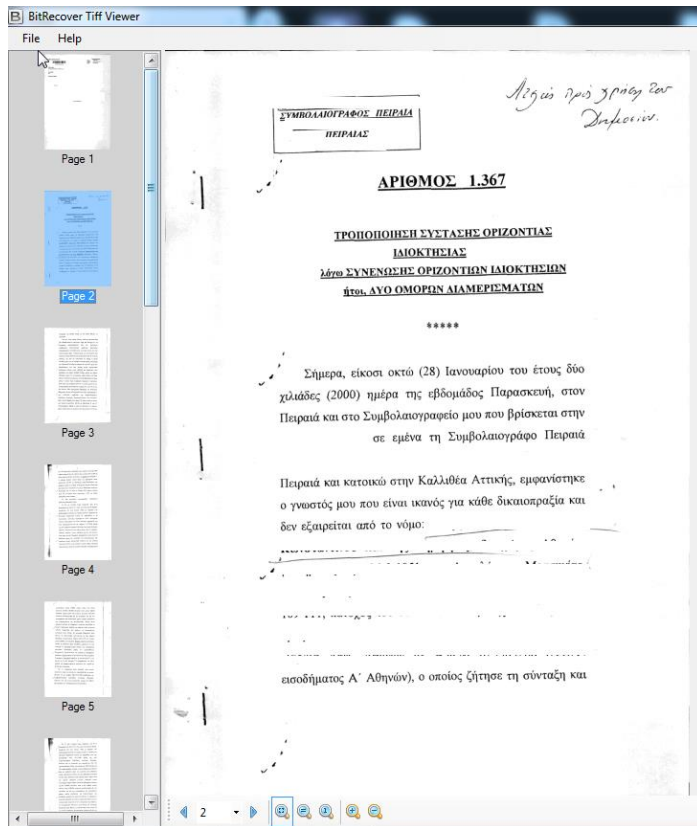 BitRecover Tiff Viewer
File Help
Page 1
Page 2
Page 3
Page 4
Page 5
ΣΥΜΒΟΛΑΙΟΓΡΑΦΟΣ ΠΕΙΡΑΙΑ
ΠΕΙΡΑΙΑΣ
ΑΡΙΘΜΟΣ 1.367
ΤΡΟΠΟΠΟΙΗΣΗ ΣΥΣΤΑΣΗΣ ΟΡΙΖΟΝΤΙΑΣ
ΙΔΙΟΚΤΗΣΙΑΣ
λόγω ΣΥΝΕΝΩΣΗΣ ΟΡΙΖΟΝΤΙΩΝ ΙΔΙΟΚΤΗΣΙΩΝ
ήτοι, ΔΥΟ ΟΜΟΡΩΝ ΔΙΑΜΕΡΙΣΜΑΤΩΝ
*****
Σήμερα, είκοσι οκτώ (28) Ιανουαρίου του έτους δύο
χιλιάδες (2000) ημέρα της εβδομάδος Παρασκευή, στον
Πειραιά και στο Συμβολαιογραφείο μου που βρίσκεται στην
σε εμένα τη Συμβολαιογράφο Πειραιά
Πειραιά και κατοικώ στην Καλλιθέα Αττικής, εμφανίστηκε
ο γνωστός μου που είναι ικανός για κάθε δικαιοπραξία και
δεν εξαιρείται από το νόμο:
εισοδήματος Α΄ Αθηνών), ο οποίος ζήτησε τη σύνταξη και
2